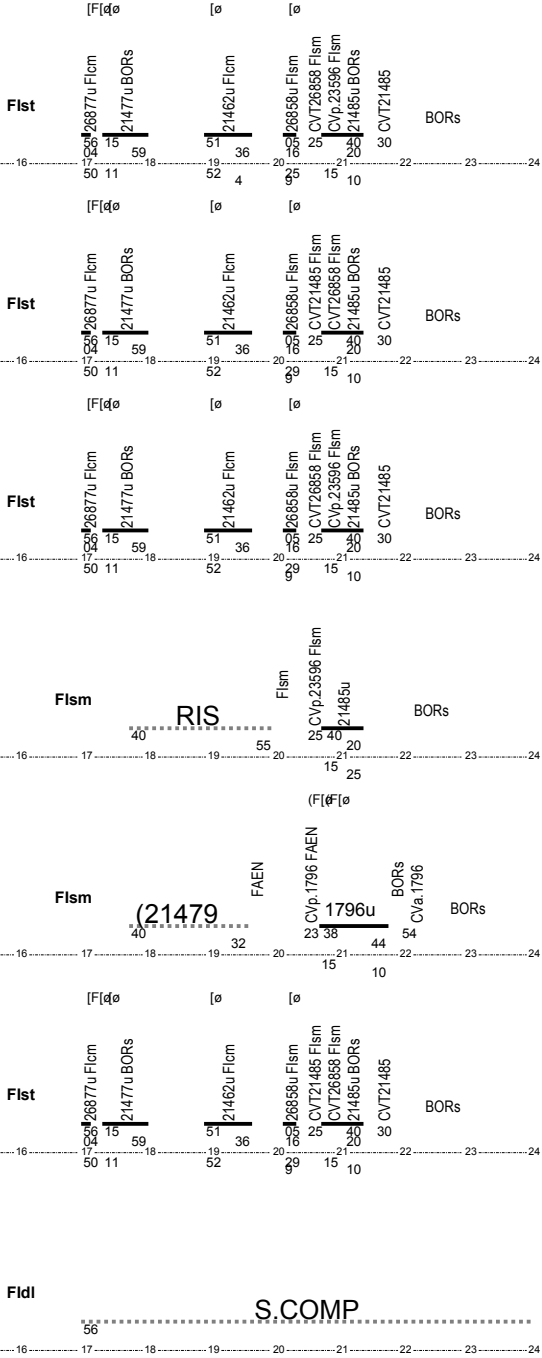 [F[ø[ø [ø [ø
Flst 26877u Flcm 21477u BORs 21462u Flcm 26858u Flsm CVT26858 Flsm CVp.23596 Flsm 21485u BORs CVT21485 BORs
56 15 51 05 25 40 30
04 59 36 16 20
16 17 18 19 20 21 22 23 24
50 11 52 25 15
4 9 10
[F[ø[ø [ø [ø
Flst 26877u Flcm 21477u BORs 21462u Flcm 26858u Flsm CVT21485 Flsm CVT26858 Flsm 21485u BORs CVT21485 BORs
56 15 51 05 25 40 30
04 59 36 16 20
16 17 18 19 20 21 22 23 24
50 11 52 29 15
9 10
[F[ø[ø [ø [ø
Flst 26877u Flcm 21477u BORs 21462u Flcm 26858u Flsm CVT26858 Flsm CVp.23596 Flsm 21485u BORs CVT21485 BORs
56 15 51 05 25 40 30
04 59 36 16 20
16 17 18 19 20 21 22 23 24
50 11 52 29 15
9 10
Flsm RIS Flsm CVp.23596 Flsm 21485u BORs
40 25 40
55 20
16 17 18 19 20 21 22 23 24
15
25
(F[øF[ø
Flsm (21479 FAEN CVp.1796 FAEN 1796u BORs CVa.1796 BORs
40 23 38 54
32 44
16 17 18 19 20 21 22 23 24
15
10
[F[ø[ø [ø [ø
Flst 26877u Flcm 21477u BORs 21462u Flcm 26858u Flsm CVT21485 Flsm CVT26858 Flsm 21485u BORs CVT21485 BORs
56 15 51 05 25 40 30
04 59 36 16 20
16 17 18 19 20 21 22 23 24
50 11 52 29 15
9 10
Fldl S.COMP
56
16 17 18 19 20 21 22 23 24